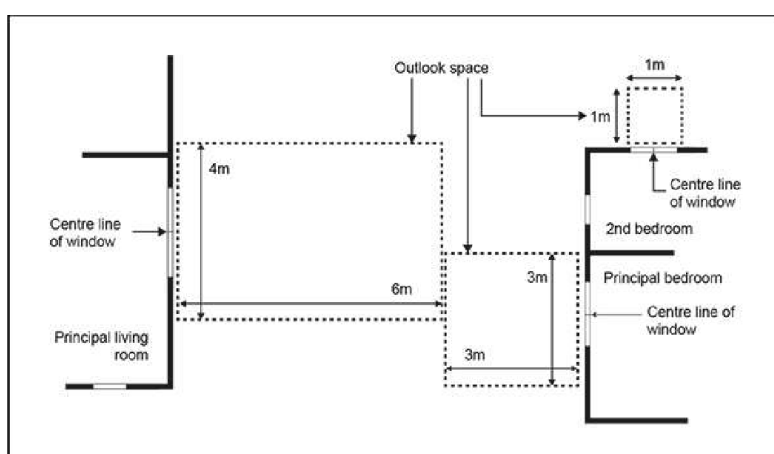 Outlook space
1m
1m
4m
Centre line
of window
Centre line
of window
2nd bedroom
6m
3m
Principal bedroom
Centre line of
window
Principal living
room
3m